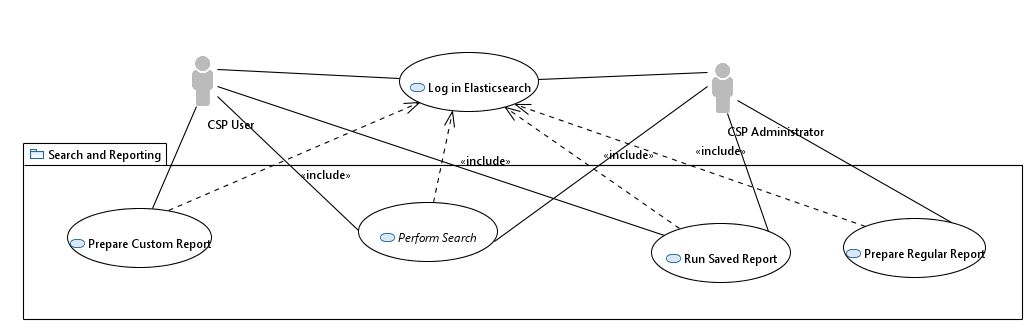 Log in Elasticsearch
CSP User
CSP Administrator
Search and Reporting
«include»
«include»
«include»
«include»
Prepare Custom Report
Perform Search
Run Saved Report
Prepare Regular Report